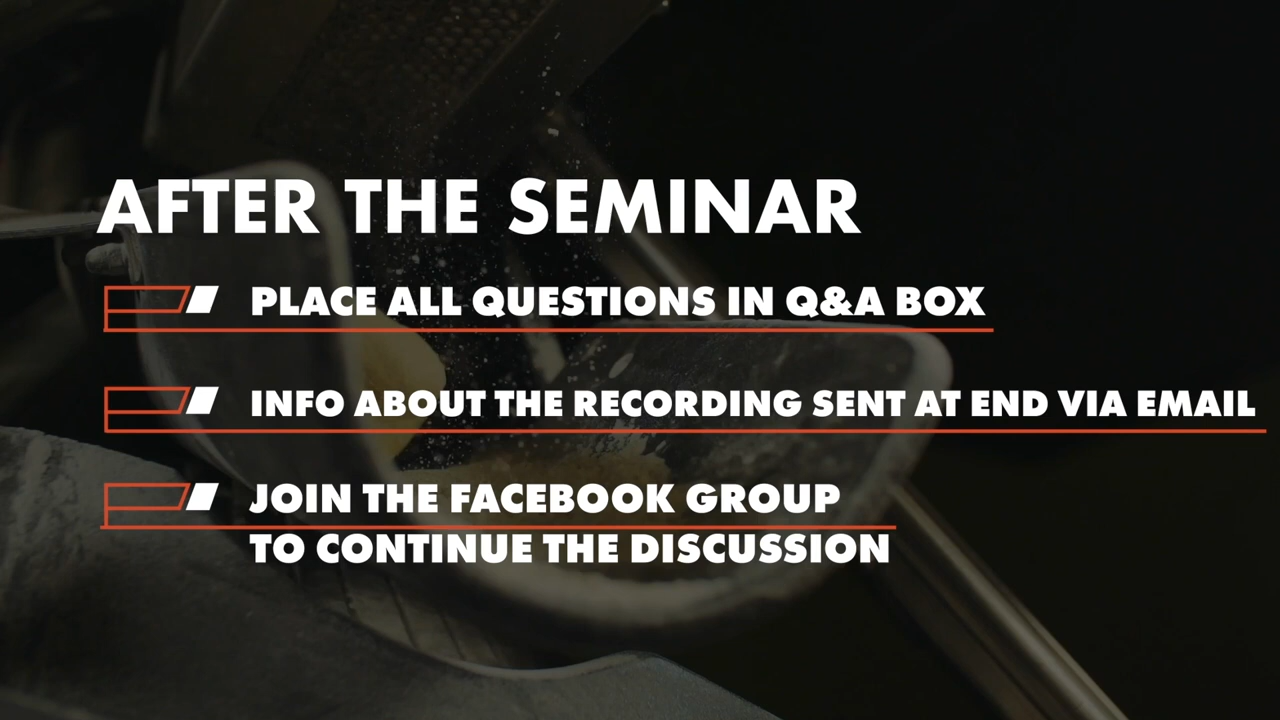 AFTER THE SEMINAR
PLACE ALL QUESTIONS IN Q&A BOX
INFO ABOUT THE RECORDING SENT AT END VIA EMAIL
JOIN THE FACEBOOK GROUP
TO CONTINUE THE DISCUSSION